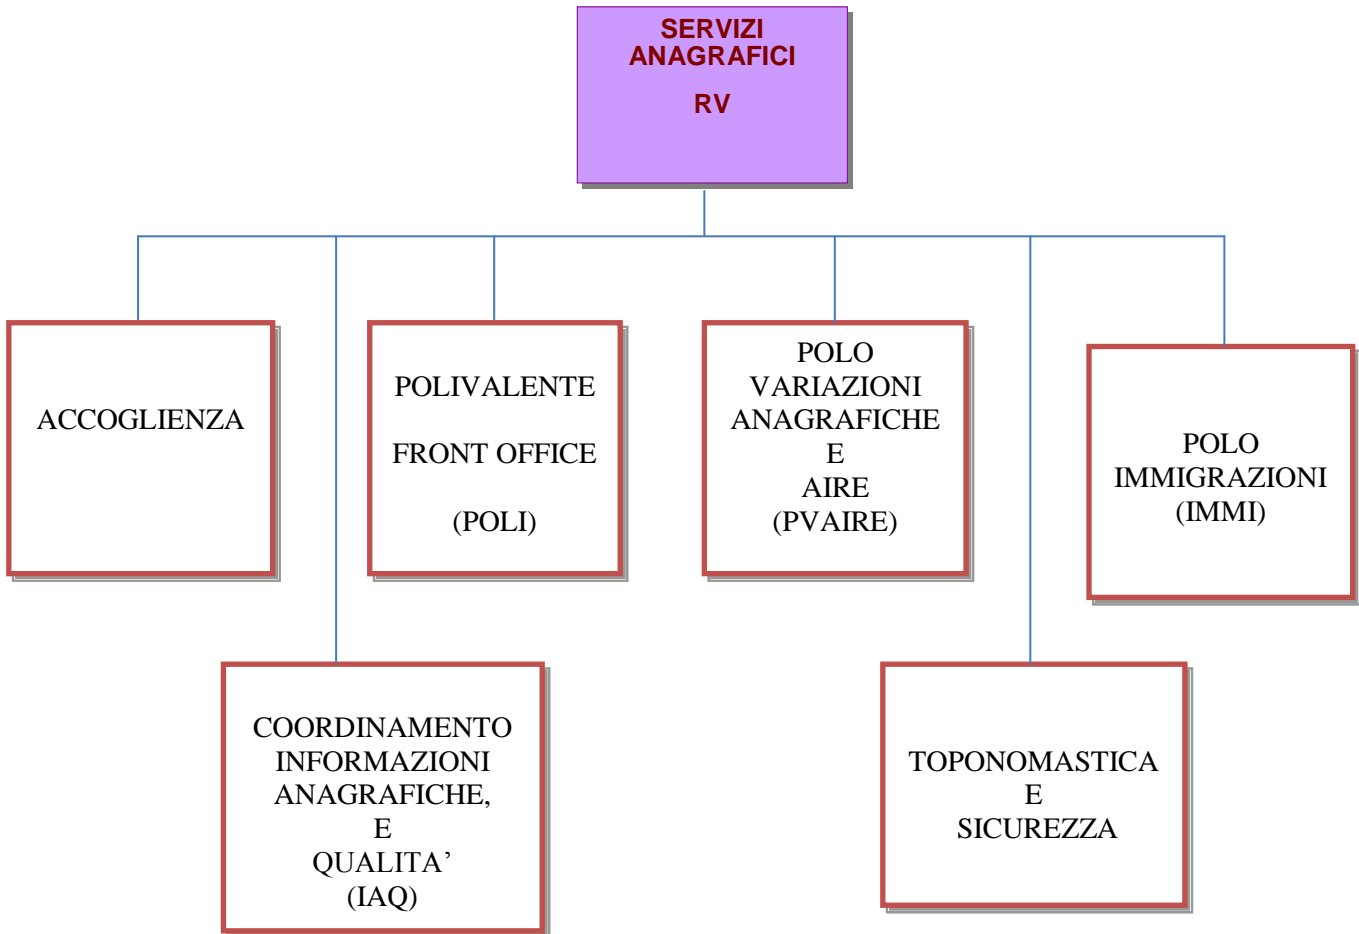 SERVIZI
ANAGRAFICI
RV
ACCOGLIENZA
POLIVALENTE
FRONT OFFICE
(POLI)
POLO
VARIAZIONI
ANAGRAFICHE
E
AIRE
(PVAIRE)
POLO
IMMIGRAZIONI
(IMMI)
COORDINAMENTO
INFORMAZIONI
ANAGRAFICHE,
E
QUALITA’
(IAQ)
TOPONOMASTICA
E
SICUREZZA